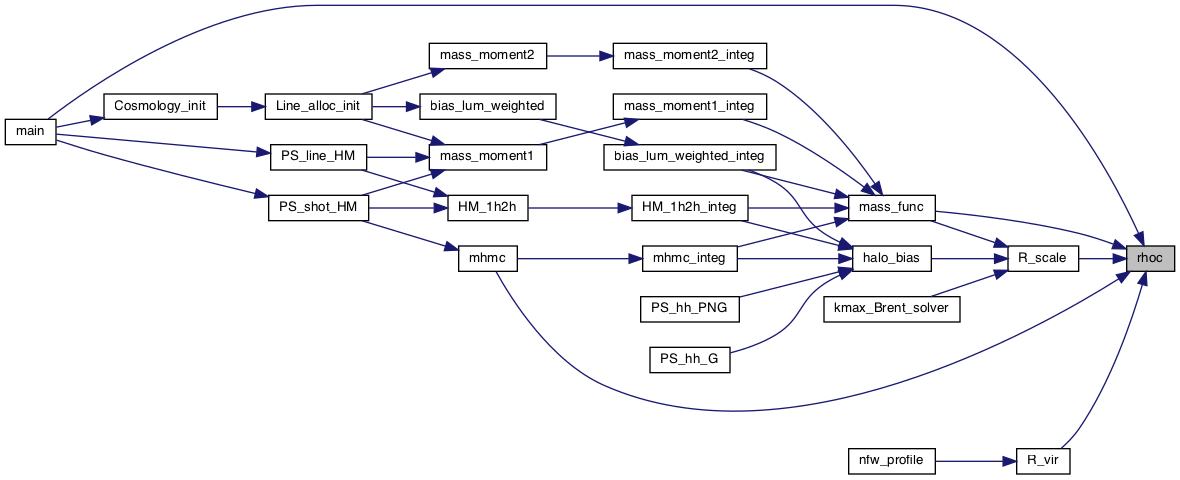 mass_moment2
mass_moment2_integ
Cosmology_init
Line_alloc_init
bias_lum_weighted
mass_moment1_integ
main
PS_line_HM
mass_moment1
bias_lum_weighted_integ
PS_shot_HM
HM_1h2h
HM_1h2h_integ
mass_func
mhmc
mhmc_integ
halo_bias
R_scale
rhoc
PS_hh_PNG
kmax_Brent_solver
PS_hh_G
nfw_profile
R_vir